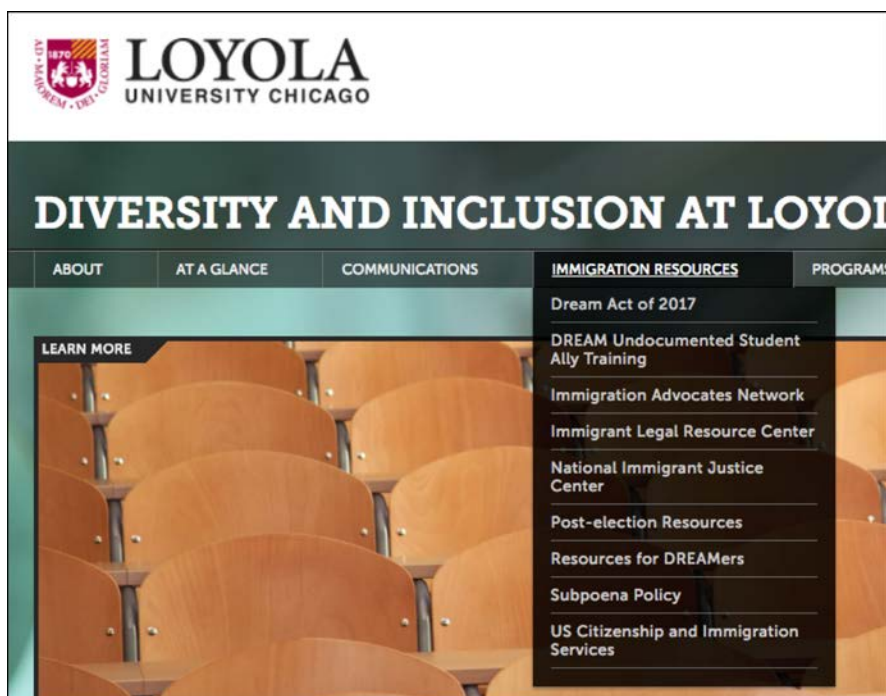 1870
AD • MAJOREM • DEI • GLORIAM
LOYOLA
UNIVERSITY CHICAGO
DIVERSITY AND INCLUSION AT LOYOL
ABOUT
AT A GLANCE
COMMUNICATIONS
IMMIGRATION RESOURCES
PROGRAMS
Dream Act of 2017
DREAM Undocumented Student
Ally Training
Immigration Advocates Network
Immigrant Legal Resource Center
National Immigrant Justice
Center
Post-election Resources
Resources for DREAMers
Subpoena Policy
US Citizenship and Immigration
Services
LEARN MORE